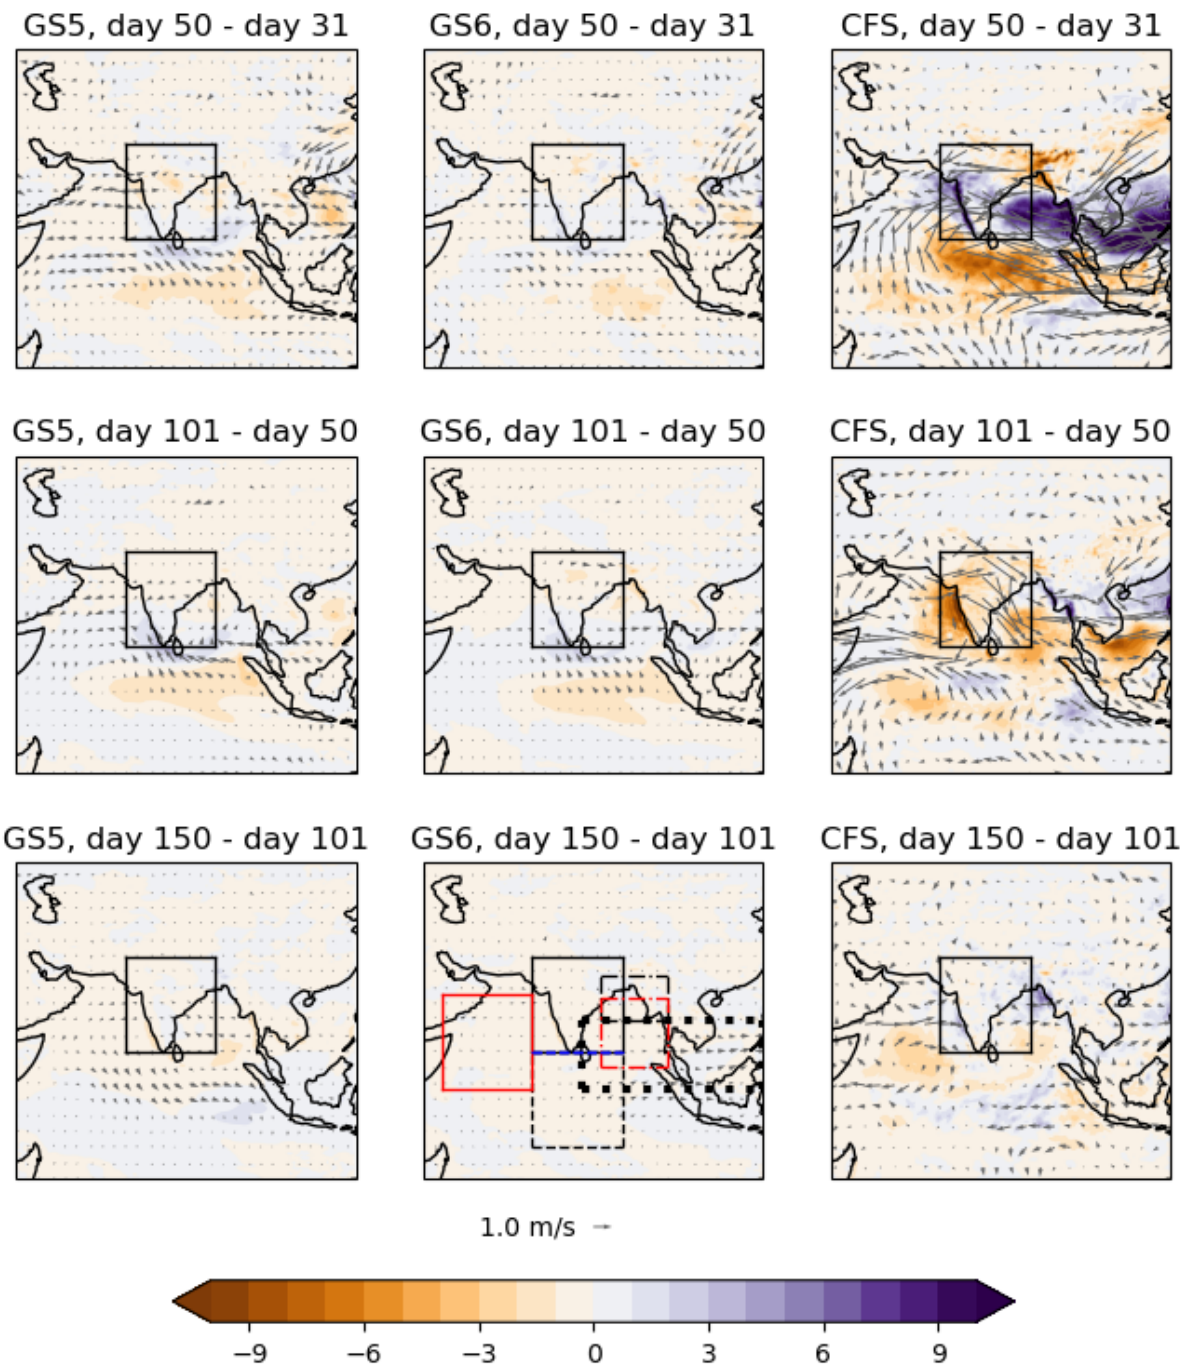 GS5, day 50 - day 31
GS6, day 50 - day 31
CFS, day 50 - day 31
GS5, day 101 - day 50
GS6, day 101 - day 50
CFS, day 101 - day 50
GS5, day 150 - day 101
GS6, day 150 - day 101
CFS, day 150 - day 101
1.0 m/s
−9 −6 −3 0 3 6 9